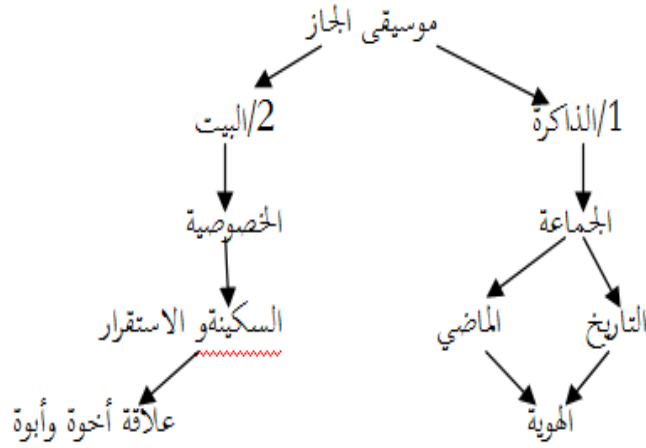 موسيقى الجاز
1/الذاكرة
2/البيت
الجماعة
الخصوصية
التاريخ
الماضي
السكينةو الاستقرار
الهوية
علاقة أخوة وأبوة